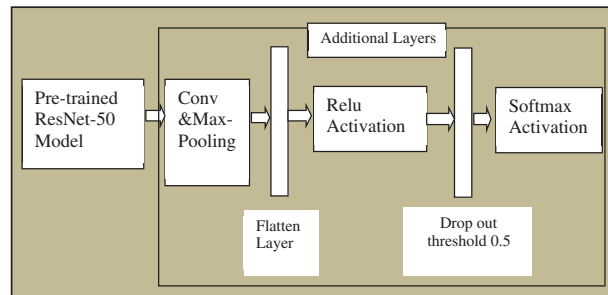 Additional Layers
Pre-trained
ResNet-50
Model
Conv
&Max-
Pooling
Relu
Activation
Softmax
Activation
Flatten
Layer
Drop out
threshold 0.5